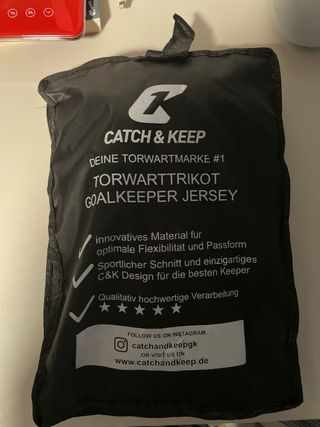 CATCH & KEEP
DEINE TORWARTMARKE #1
TORWARTTRIKOT
GOALKEEPER JERSEY
Innovatives Material für
optimale Flexibilität und Passform
Sportlicher Schnitt und einzigartiges
C&K Design für die besten Keeper
Qualitativ hochwertige Verarbeitung
FOLLOW US ON INSTAGRAM
catchandkeepgk
OR VISIT US ON
www.catchandkeep.de